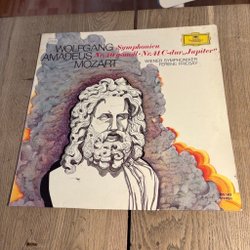 WOLFGANG
AMADEUS
MOZART
Symphonien
Nr. 40 g-moll · Nr. 41 C-dur „Jupiter“
WIENER SYMPHONIKER
FERENC FRICSAY